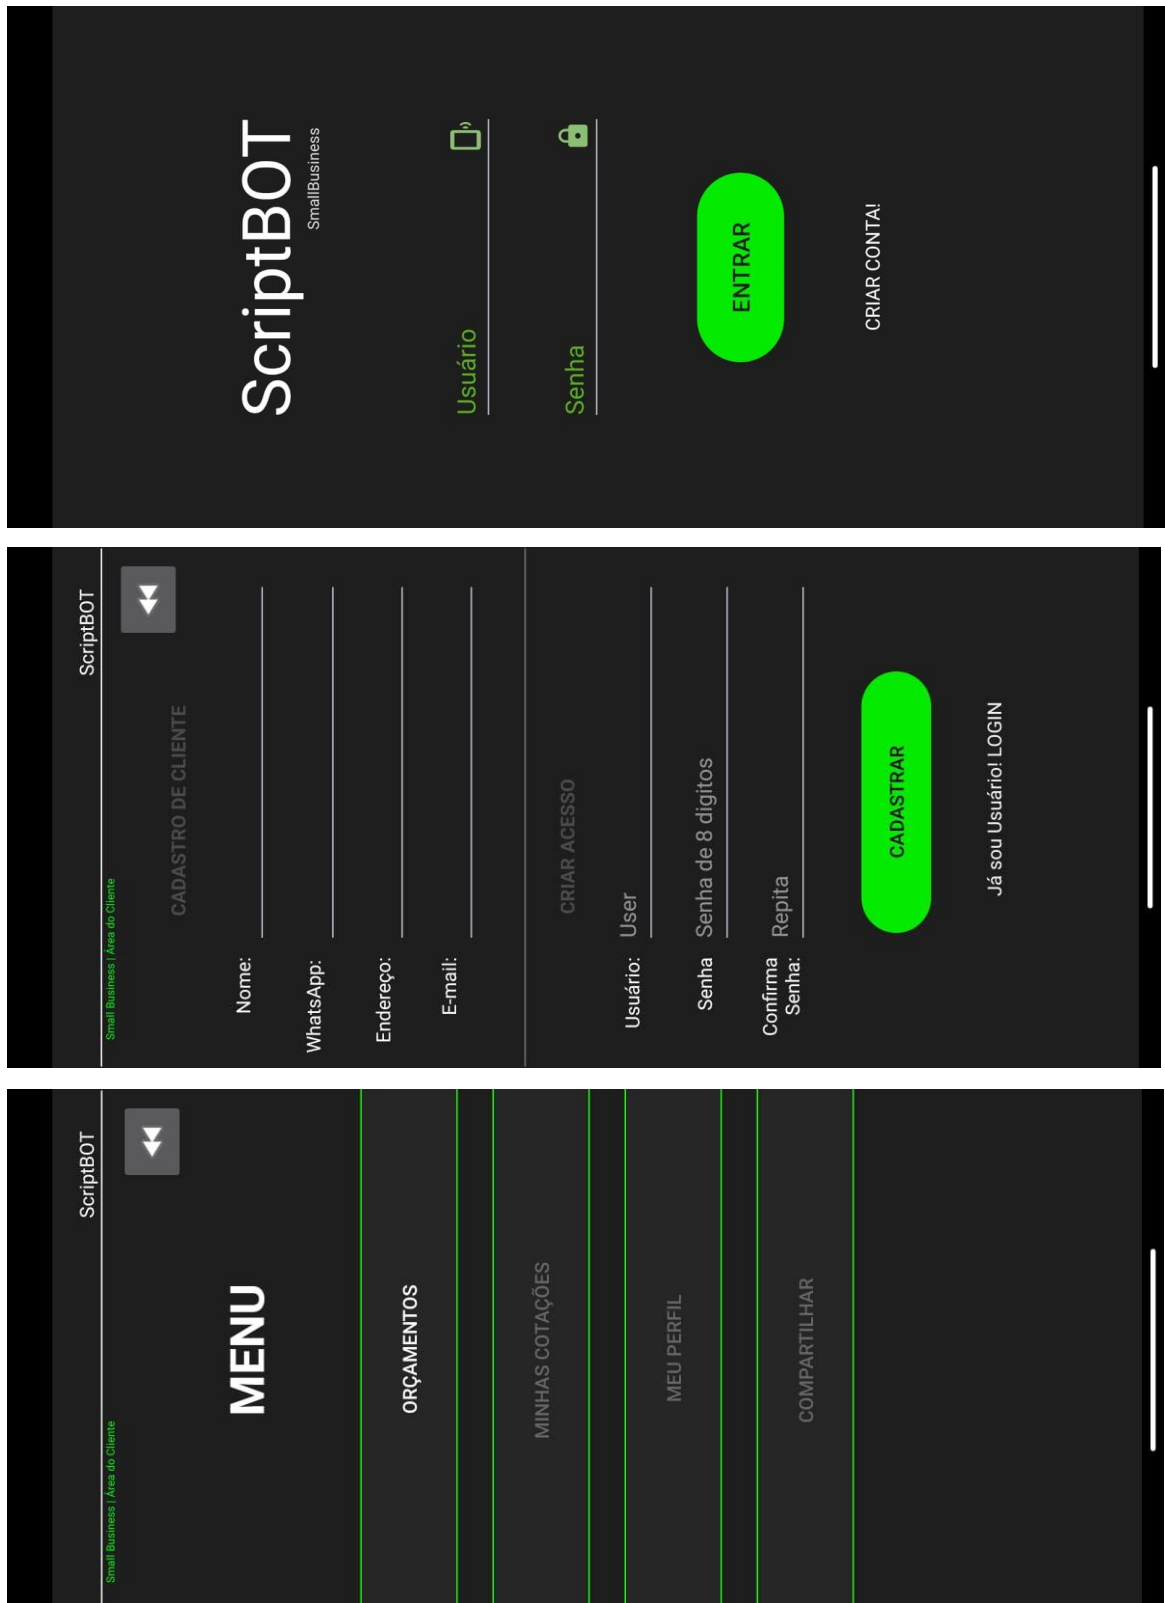 ScriptBOT
SmallBusiness
Usuário
Senha
ENTRAR
CRIAR CONTA!
ScriptBOT
Small Business | Área do Cliente
CADASTRO DE CLIENTE
Nome:
WhatsApp:
Endereço:
E-mail:
CRIAR ACESSO
Usuário: User
Senha Senha de 8 digitos
Confirma
Senha: Repita
CADASTRAR
Já sou Usuário! LOGIN
ScriptBOT
Small Business | Área do Cliente
MENU
ORÇAMENTOS
MINHAS COTAÇÕES
MEU PERFIL
COMPARTILHAR